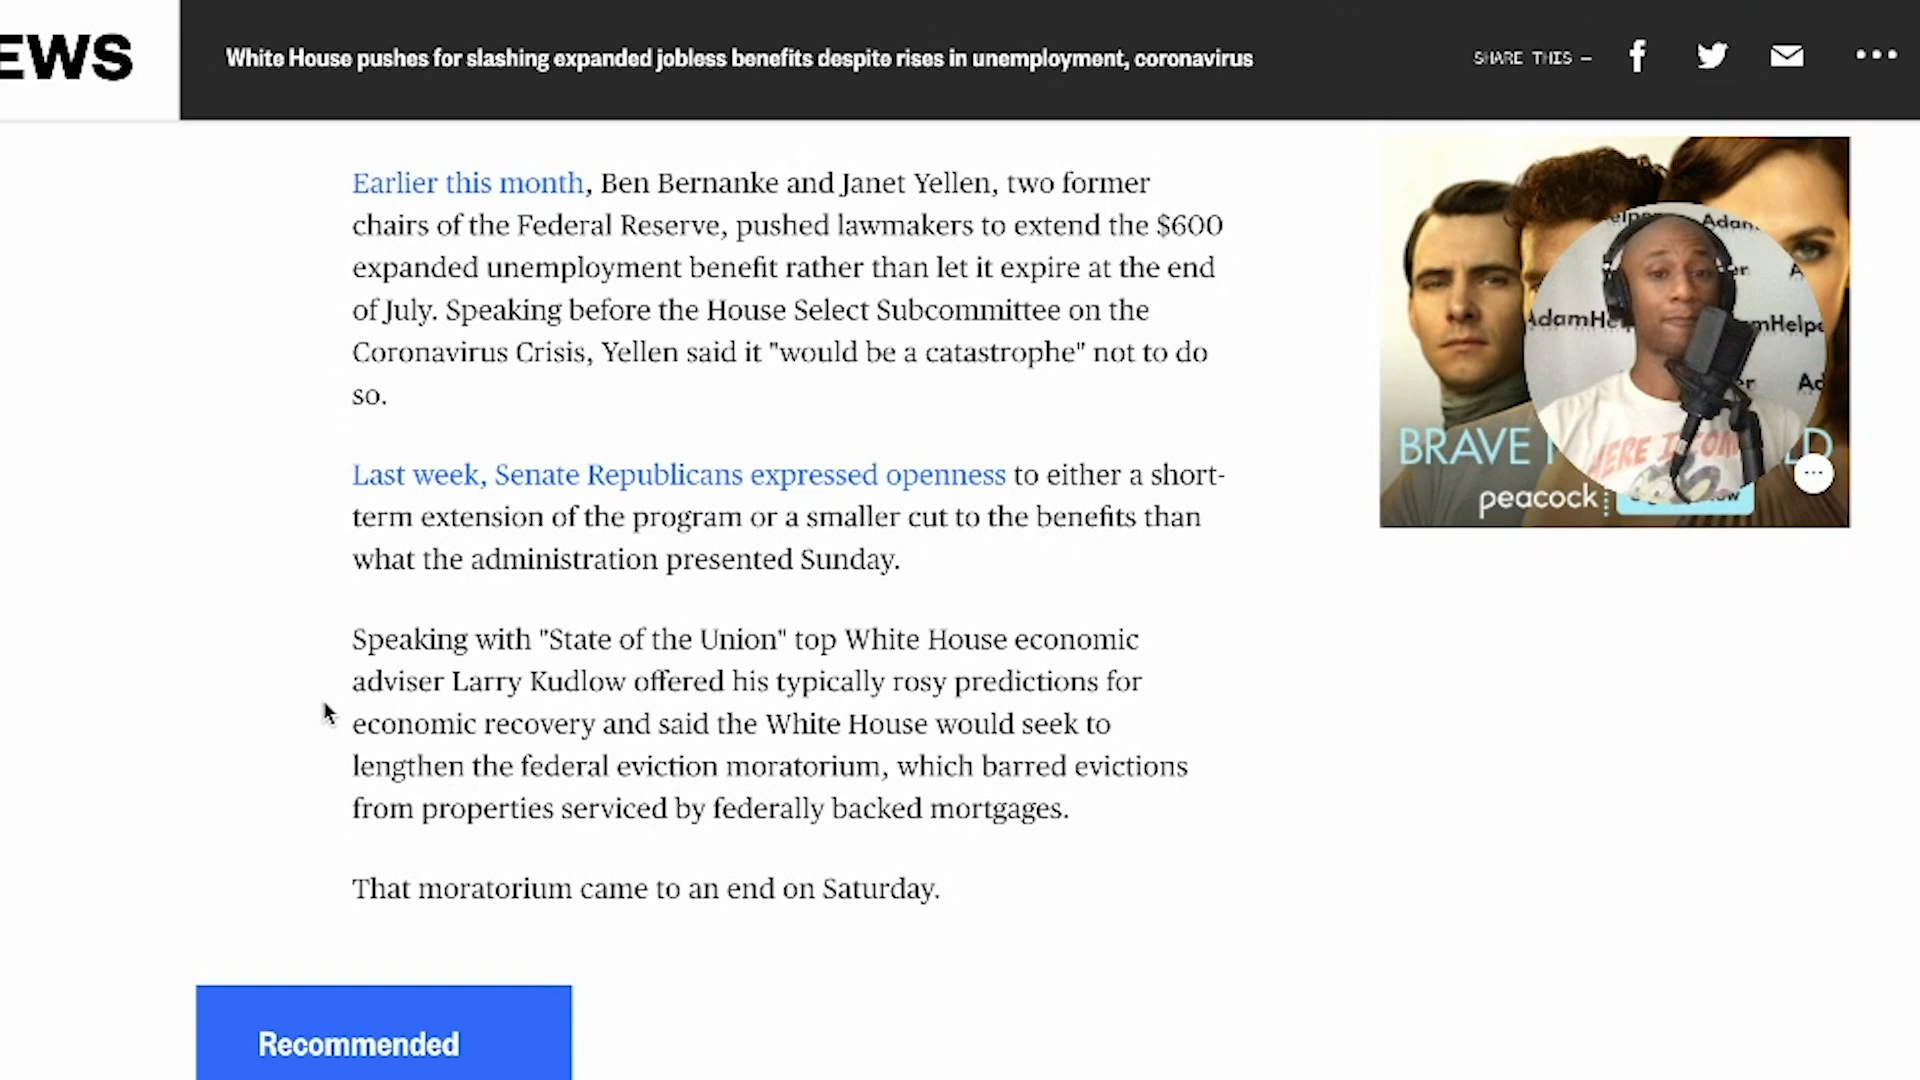 EWS
White House pushes for slashing expanded jobless benefits despite rises in unemployment, coronavirus
SHARE THIS —
Earlier this month, Ben Bernanke and Janet Yellen, two former
chairs of the Federal Reserve, pushed lawmakers to extend the $600
expanded unemployment benefit rather than let it expire at the end
of July. Speaking before the House Select Subcommittee on the
Coronavirus Crisis, Yellen said it "would be a catastrophe" not to do
so.
Last week, Senate Republicans expressed openness to either a short-
term extension of the program or a smaller cut to the benefits than
what the administration presented Sunday.
Speaking with "State of the Union" top White House economic
adviser Larry Kudlow offered his typically rosy predictions for
economic recovery and said the White House would seek to
lengthen the federal eviction moratorium, which barred evictions
from properties serviced by federally backed mortgages.
That moratorium came to an end on Saturday.
Recommended
elper Adam
AdamHe mHelpe
BRAVE
peacock